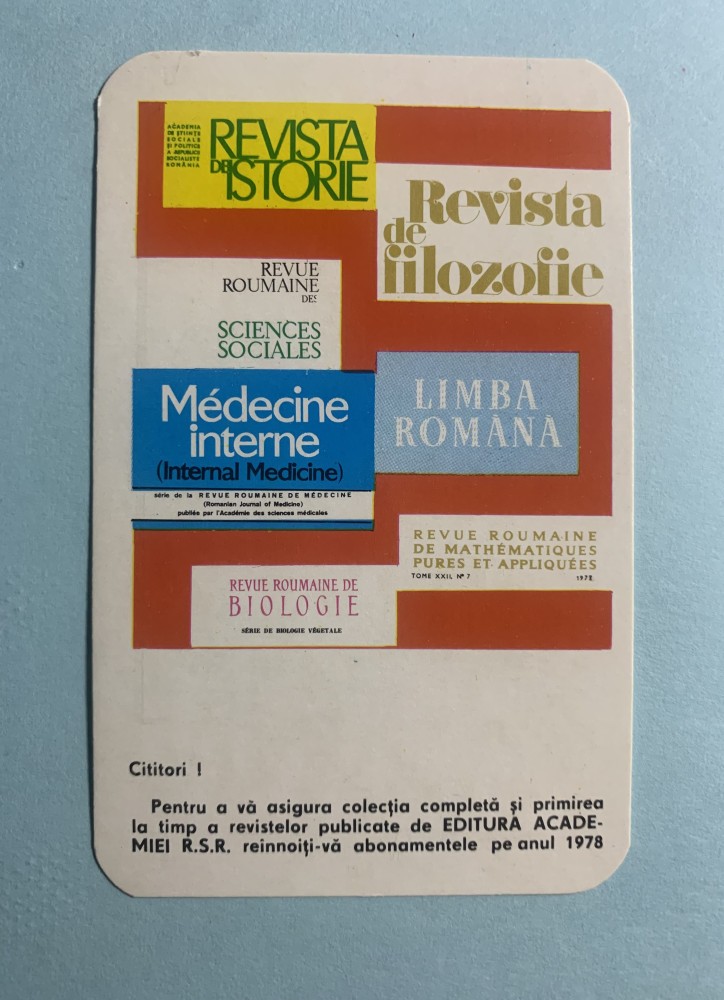 ACADEMIA
DE ȘTIINȚE
SOCIALE
ȘI POLITICE
A REPUBLICII
SOCIALISTE
ROMÂNIA
REVISTA
DE ISTORIE
Revista
de
filozofie
REVUE
ROUMAINE
DES
SCIENCES
SOCIALES
Médecine
interne
(Internal Medicine)
série de la REVUE ROUMAINE DE MÉDECINE
(Romanian Journal of Medicine)
publiée par l'Académie des sciences médicales
LIMBA
ROMÂNĂ
REVUE ROUMAINE
DE MATHÉMATIQUES
PURES ET APPLIQUÉES
TOME XXII, Nº 7
REVUE ROUMAINE DE
BIOLOGIE
SÉRIE DE BIOLOGIE VÉGÉTALE
Cititori !
Pentru a vă asigura colecția completă și primirea
la timp a revistelor publicate de EDITURA ACADE-
MIEI R.S.R. reînnoiți-vă abonamentele pe anul 1978